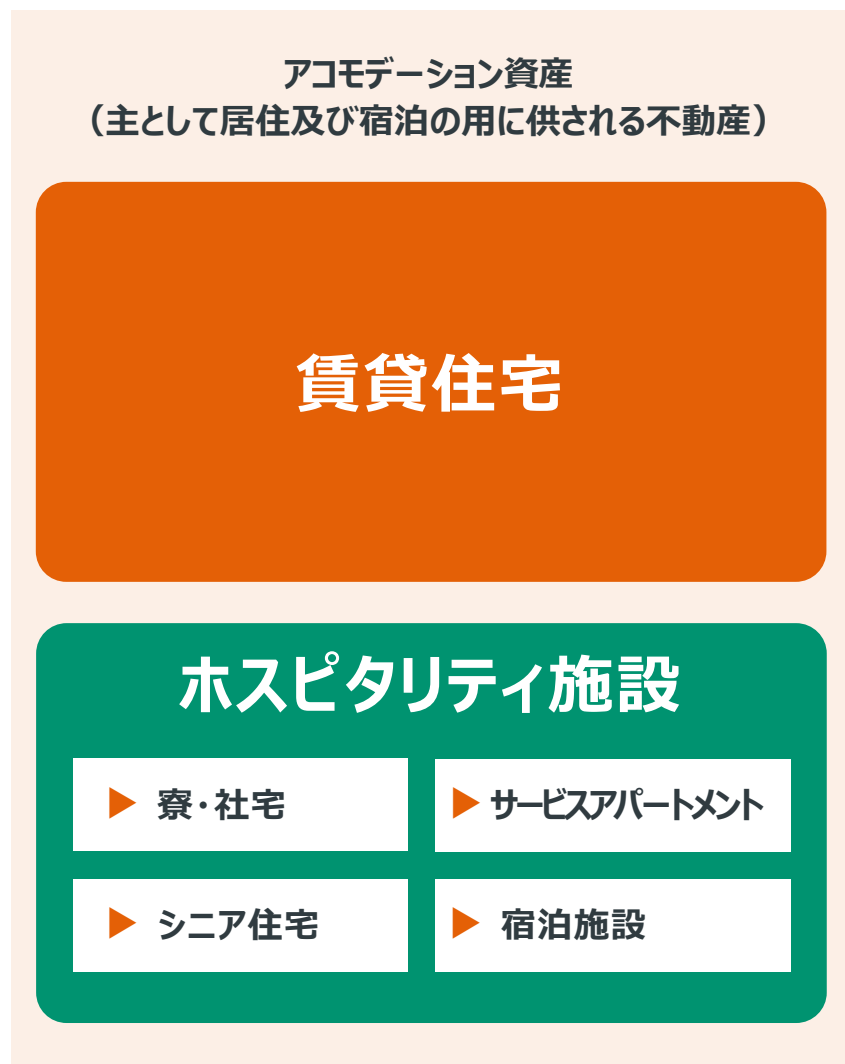 アコモデーション資産
（主として居住及び宿泊の用に供される不動産）
賃貸住宅
ホスピタリティ施設
▶ 寮・社宅
▶ サービスアパートメント
▶ シニア住宅
▶ 宿泊施設